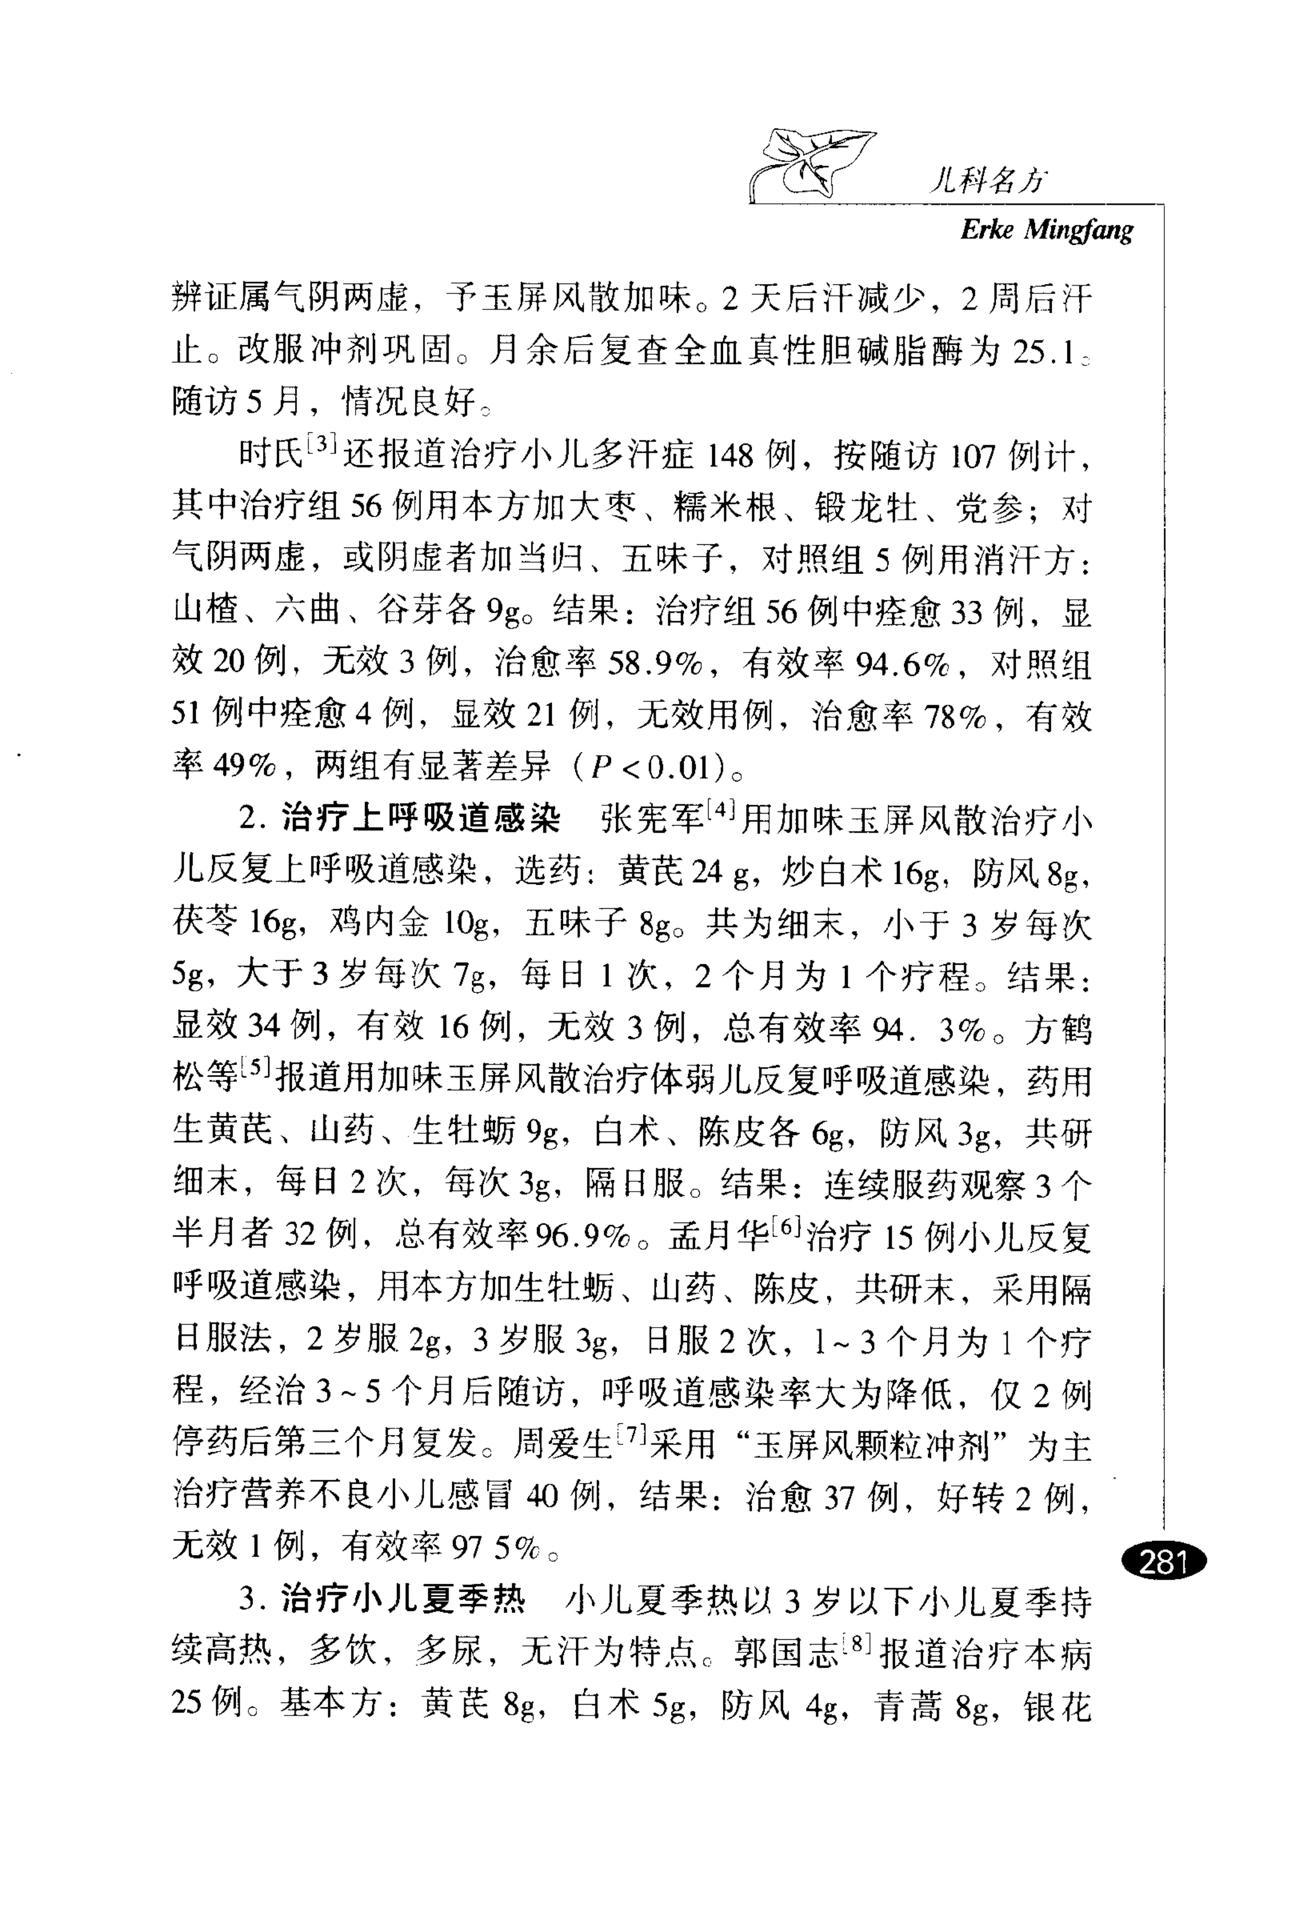 儿科名方
Erke Mingfang
辨证属气阴两虚，予玉屏风散加味。2 天后汗减少，2 周后汗
止。改服冲剂巩固。月余后复查全血真性胆碱脂酶为 25.1。
随访 5 月，情况良好。
时氏[3]还报道治疗小儿多汗症 148 例，按随访 107 例计，
其中治疗组 56 例用本方加大枣、糯米根、锻龙牡、党参；对
气阴两虚，或阴虚者加当归、五味子，对照组 5 例用消汗方：
山楂、六曲、谷芽各 9g。结果：治疗组 56 例中痊愈 33 例，显
效 20 例，无效 3 例，治愈率 58.9%，有效率 94.6%，对照组
51 例中痊愈 4 例，显效 21 例，无效用例，治愈率 78%，有效
率 49%，两组有显著差异（P＜0.01）。
2. 治疗上呼吸道感染　张宪军[4]用加味玉屏风散治疗小
儿反复上呼吸道感染，选药：黄芪 24 g，炒白术 16g，防风 8g，
茯苓 16g，鸡内金 10g，五味子 8g。共为细末，小于 3 岁每次
5g，大于 3 岁每次 7g，每日 1 次，2 个月为 1 个疗程。结果：
显效 34 例，有效 16 例，无效 3 例，总有效率 94. 3%。方鹤
松等[5]报道用加味玉屏风散治疗体弱儿反复呼吸道感染，药用
生黄芪、山药、生牡蛎 9g，白术、陈皮各 6g，防风 3g，共研
细末，每日 2 次，每次 3g，隔日服。结果：连续服药观察 3 个
半月者 32 例，总有效率 96.9%。孟月华[6]治疗 15 例小儿反复
呼吸道感染，用本方加生牡蛎、山药、陈皮，共研末，采用隔
日服法，2 岁服 2g，3 岁服 3g，日服 2 次，1~3 个月为 1 个疗
程，经治 3~5 个月后随访，呼吸道感染率大为降低，仅 2 例
停药后第三个月复发。周爱生[7]采用“玉屏风颗粒冲剂”为主
治疗营养不良小儿感冒 40 例，结果：治愈 37 例，好转 2 例，
无效 1 例，有效率 97 5%。
281
3. 治疗小儿夏季热　小儿夏季热以 3 岁以下小儿夏季持
续高热，多饮，多尿，无汗为特点。郭国志[8]报道治疗本病
25 例。基本方：黄芪 8g，白术 5g，防风 4g，青蒿 8g，银花